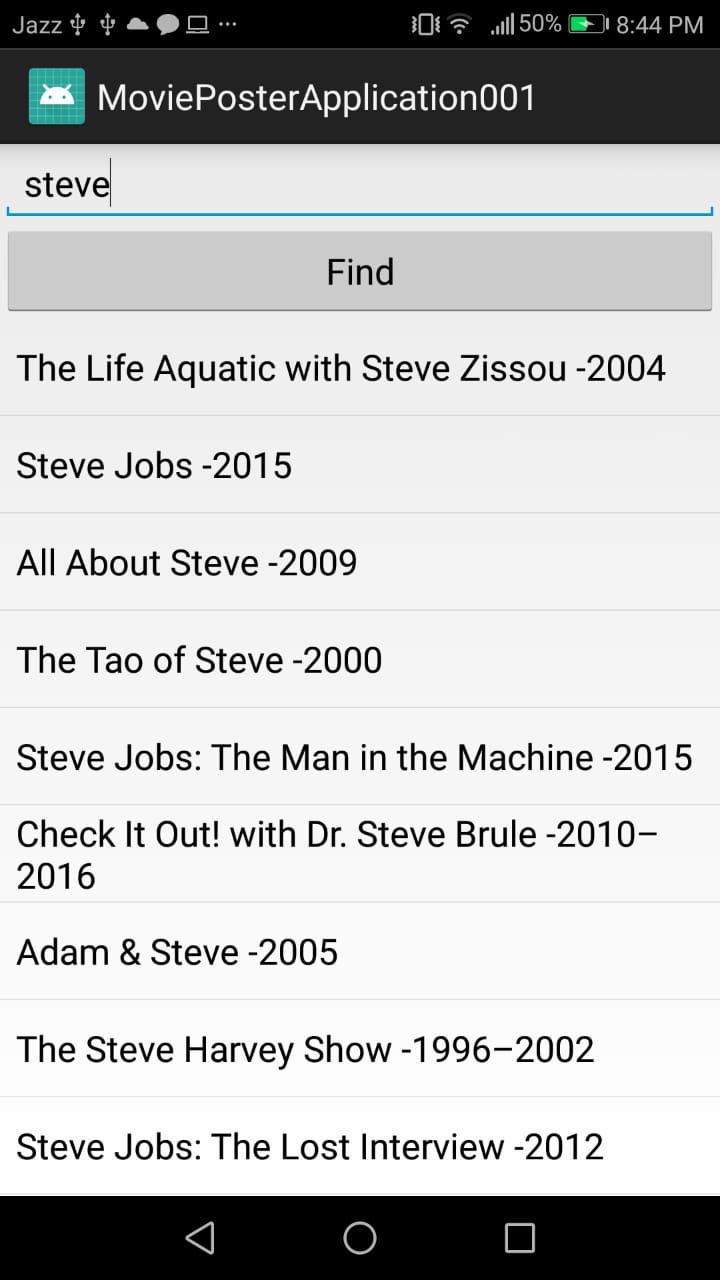 Jazz 50% 8:44 PM
MoviePosterApplication001
steve
Find
The Life Aquatic with Steve Zissou -2004
Steve Jobs -2015
All About Steve -2009
The Tao of Steve -2000
Steve Jobs: The Man in the Machine -2015
Check It Out! with Dr. Steve Brule -2010–
2016
Adam & Steve -2005
The Steve Harvey Show -1996–2002
Steve Jobs: The Lost Interview -2012